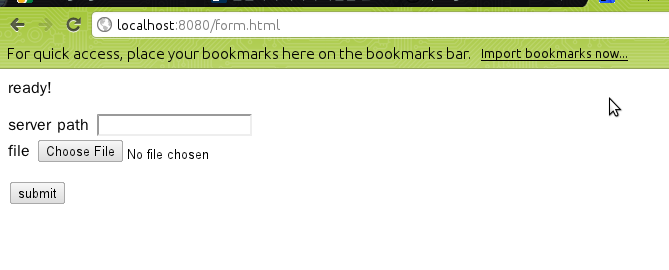 localhost:8080/form.html
For quick access, place your bookmarks here on the bookmarks bar. Import bookmarks now...
ready!
server path
file Choose File No file chosen
submit